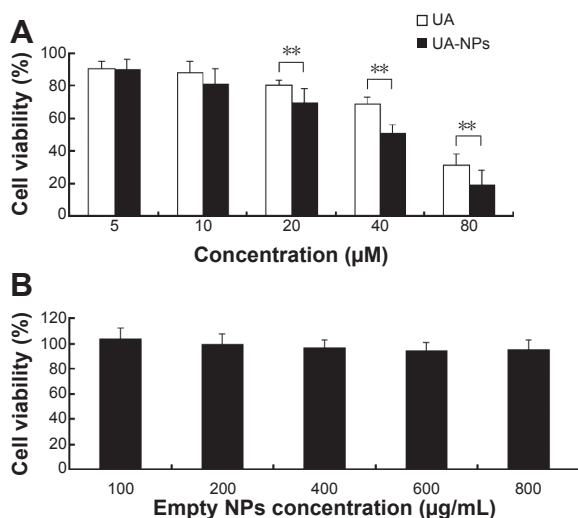 A
UA
UA-NPs
Cell viability (%)
100
80
60
40
20
0
**
**
**
5 10 20 40 80
Concentration (µM)
B
Cell viability (%)
120
100
80
60
40
20
0
100 200 400 600 800
Empty NPs concentration (µg/mL)